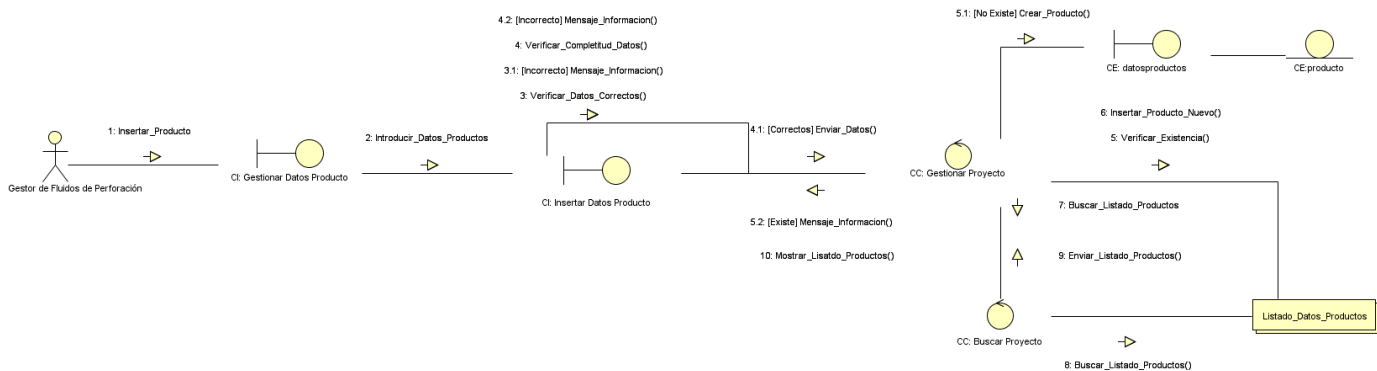 4.2: [Incorrecto] Mensaje_Informacion()
4: Verificar_Completitud_Datos()
3.1: [Incorrecto] Mensaje_Informacion()
3: Verificar_Datos_Correctos()
5.1: [No Existe] Crear_Producto()
CE: datosproductos
CE:producto
1: Insertar_Producto
2: Introducir_Datos_Productos
4.1: [Correctos] Enviar_Datos()
6: Insertar_Producto_Nuevo()
5: Verificar_Existencia()
Gestor de Fluidos de Perforación
CI: Gestionar Datos Producto
CI: Insertar Datos Producto
CC: Gestionar Proyecto
5.2: [Existe] Mensaje_Informacion()
10: Mostrar_Lisatdo_Productos()
7: Buscar_Listado_Productos
9: Enviar_Listado_Productos()
CC: Buscar Proyecto
Listado_Datos_Productos
8: Buscar_Listado_Productos()